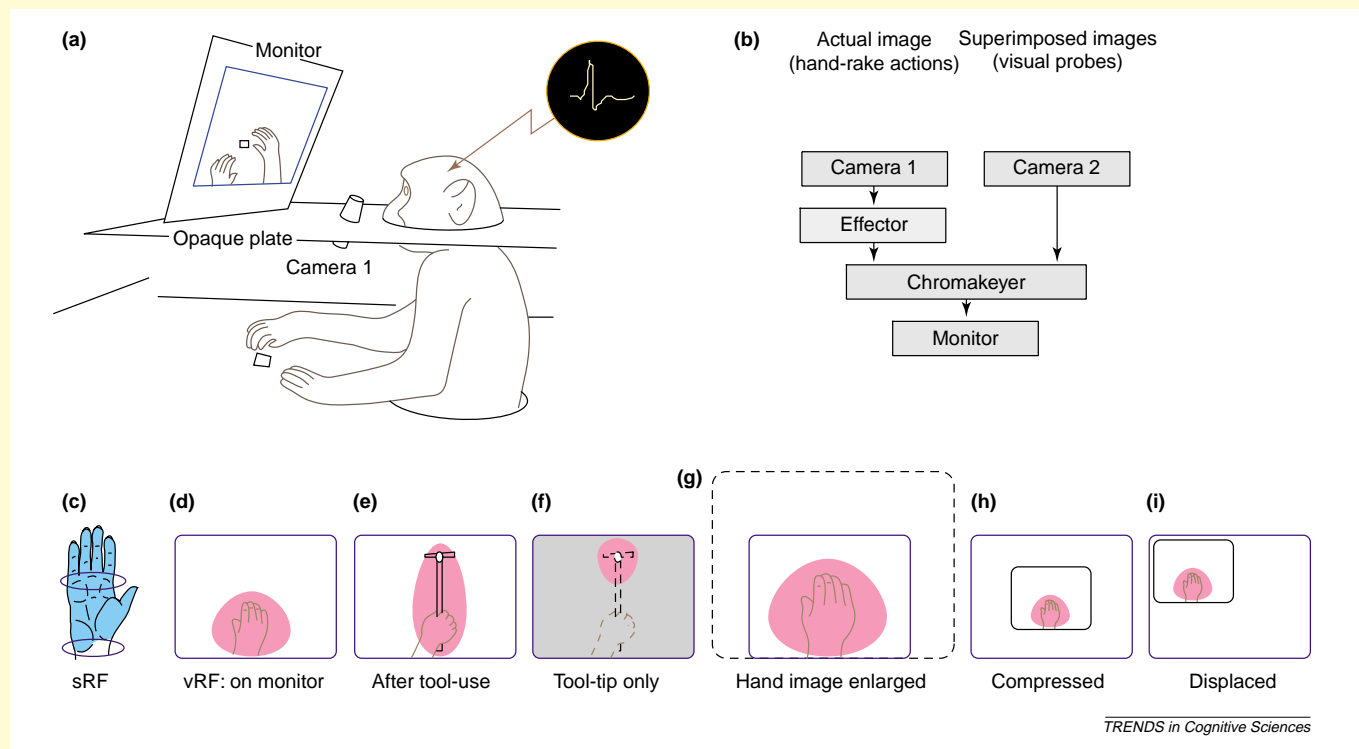 (a)
Monitor
Opaque plate
Camera 1
(b)
Actual image
(hand-rake actions)
Superimposed images
(visual probes)
Camera 1
Camera 2
Effector
Chromakeyer
Monitor
(c)
sRF
(d)
vRF: on monitor
(e)
After tool-use
(f)
Tool-tip only
(g)
Hand image enlarged
(h)
Compressed
(i)
Displaced
TRENDS in Cognitive Sciences